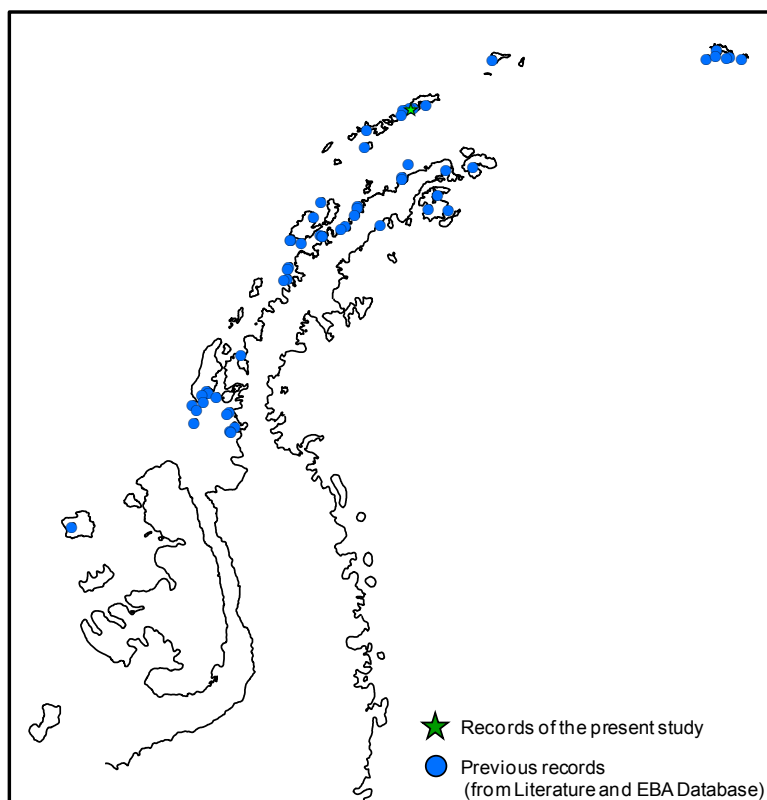 Records of the present study
Previous records
(from Literature and EBA Database)